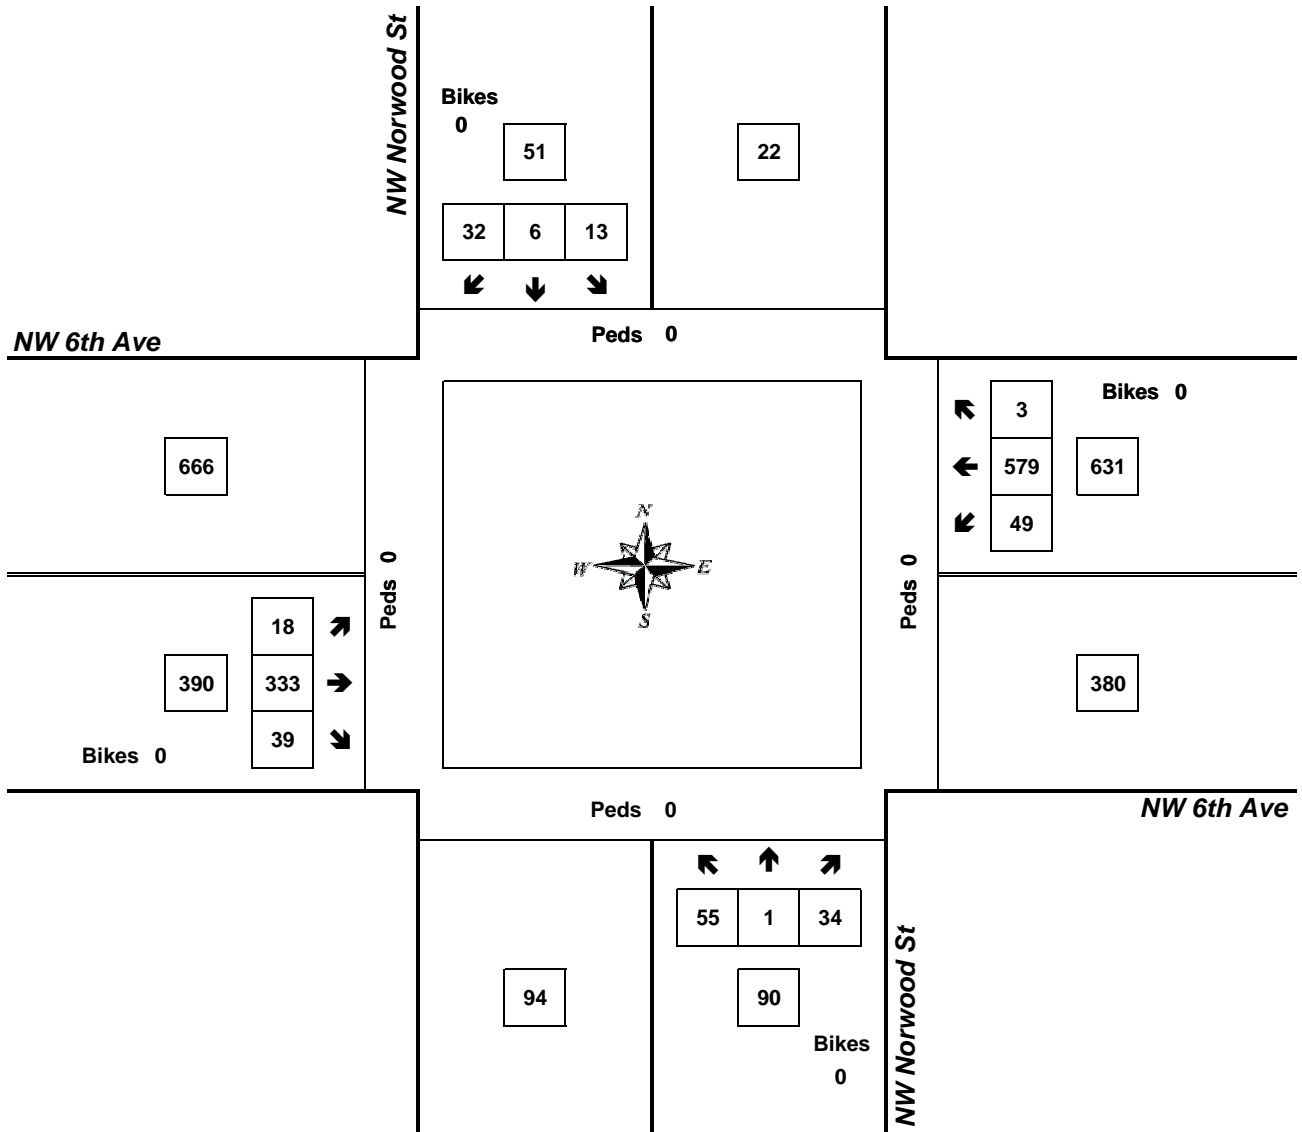 NW Norwood St
Bikes
0
51
22
32 6 13
Peds 0
NW 6th Ave
Bikes 0
3
666
579
631
49
N
W E
S
Peds 0
Peds 0
18
390
333
380
39
Bikes 0
Peds 0
NW 6th Ave
55 1 34
94
90
Bikes
0
NW Norwood St